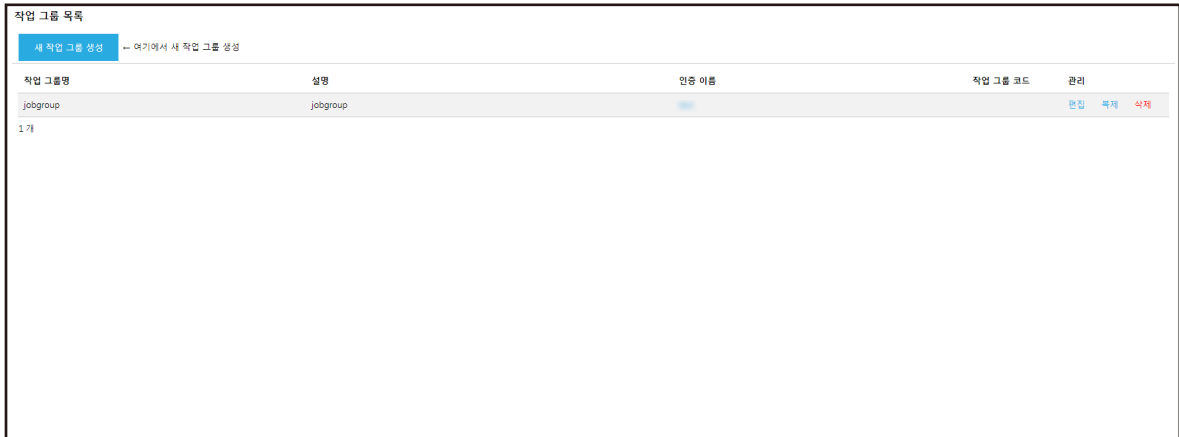 작업 그룹 목록
새 작업 그룹 생성 ← 여기에서 새 작업 그룹 생성
작업 그룹명 설명 인증 이름 작업 그룹 코드 관리
jobgroup jobgroup 편집 복제 삭제
1 개